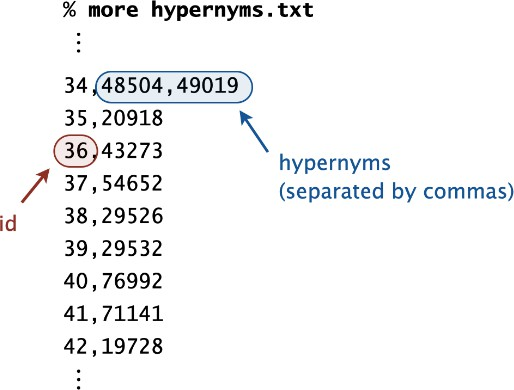 % more hypernyms.txt
⋮
34,48504,49019
35,20918
36,43273
37,54652
38,29526
39,29532
40,76992
41,71141
42,19728
⋮
hypernyms
(separated by commas)
id